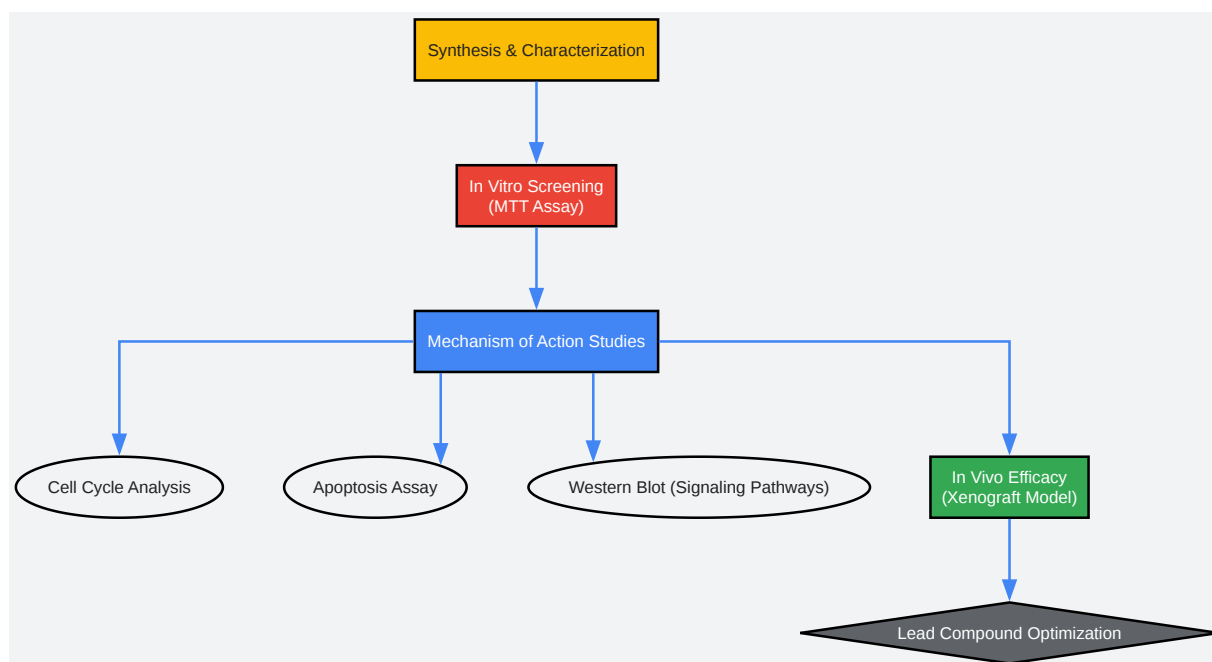 Synthesis & Characterization
In Vitro Screening
(MTT Assay)
Mechanism of Action Studies
Cell Cycle Analysis
Apoptosis Assay
Western Blot (Signaling Pathways)
In Vivo Efficacy
(Xenograft Model)
Lead Compound Optimization